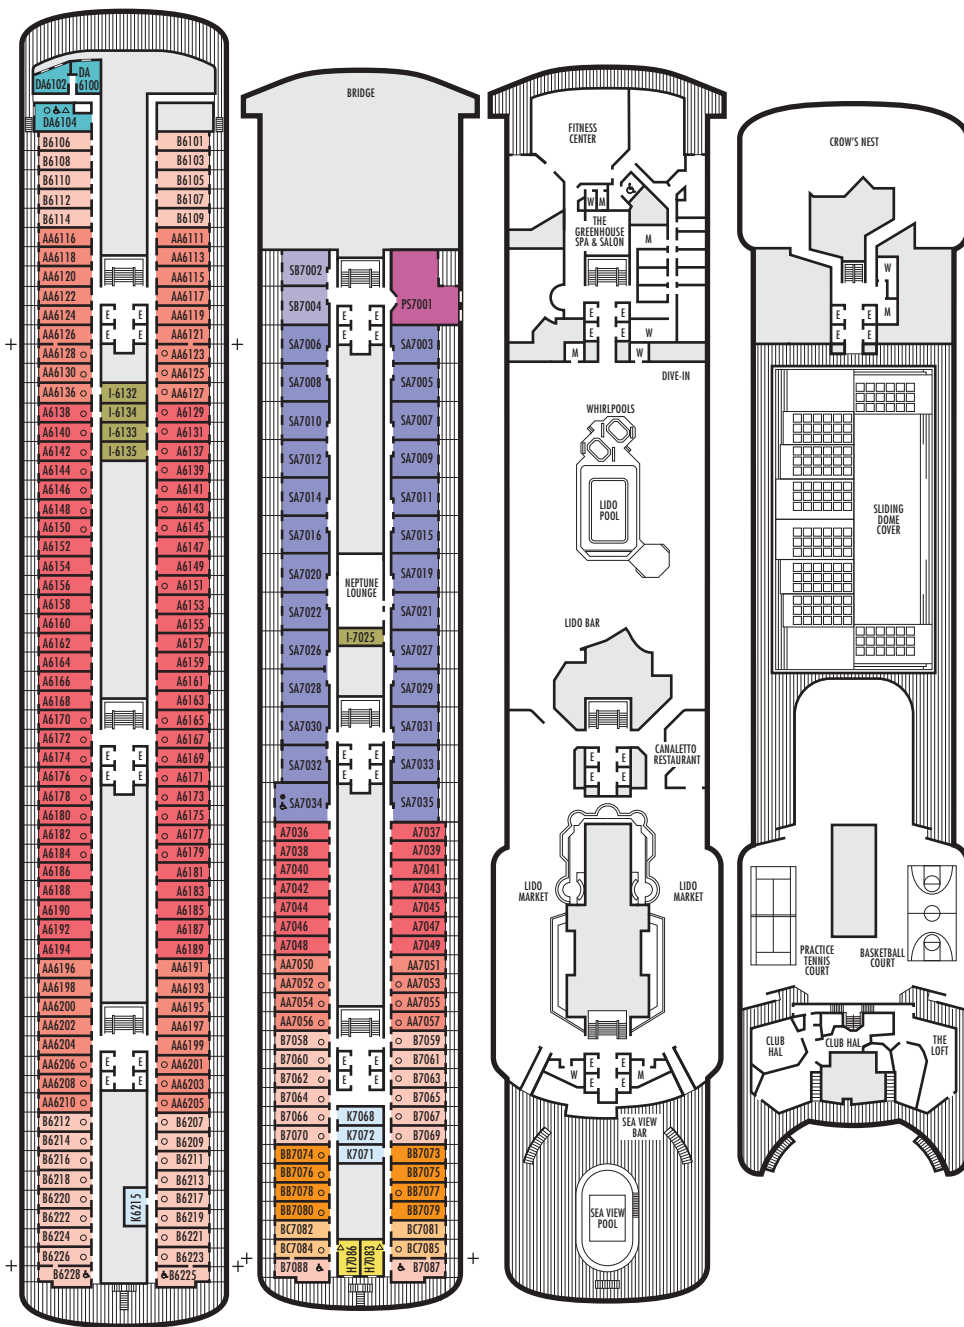 DA6102
DA
6100
DA6104
B6106
B6108
B6110
B6112
B6114
AA6116
AA6118
AA6120
AA6122
AA6124
AA6126
AA6128
AA6130
AA6136
A6138
A6140
A6142
A6144
A6146
A6148
A6150
A6152
A6154
A6156
A6158
A6160
A6162
A6164
A6166
A6168
A6170
A6172
A6174
A6176
A6178
A6180
A6182
A6184
A6186
A6188
A6190
A6192
A6194
AA6196
AA6198
AA6200
AA6202
AA6204
AA6206
AA6208
AA6210
B6212
B6214
B6216
B6218
B6220
B6222
B6224
B6226
B6228
E E
E E
I-6132
I-6134
I-6133
I-6135
E E
E E
E E
E E
K6215
B6101
B6103
B6105
B6107
B6109
AA6111
AA6113
AA6115
AA6117
AA6119
AA6121
AA6123
AA6125
AA6127
A6129
A6131
A6137
A6139
A6141
A6143
A6145
A6147
A6149
A6151
A6153
A6155
A6157
A6159
A6161
A6163
A6165
A6167
A6169
A6171
A6173
A6175
A6177
A6179
A6181
A6183
A6185
A6187
A6189
AA6191
AA6193
AA6195
AA6197
AA6199
AA6201
AA6203
AA6205
B6207
B6209
B6211
B6213
B6217
B6219
B6221
B6223
B6225
BRIDGE
SB7002
SB7004
SA7006
SA7008
SA7010
SA7012
SA7014
SA7016
SA7020
SA7022
SA7026
SA7028
SA7030
SA7032
SA7034
A7036
A7038
A7040
A7042
A7044
A7046
A7048
AA7050
AA7052
AA7054
AA7056
B7058
B7060
B7062
B7064
B7066
B7070
BB7074
BB7076
BB7078
BB7080
BC7082
BC7084
B7088
E E
E E
NEPTUNE
LOUNGE
I-7025
E E
E E
E E
E E
K7068
K7072
K7071
H7086
H7083
PS7001
SA7003
SA7005
SA7007
SA7009
SA7011
SA7015
SA7019
SA7021
SA7027
SA7029
SA7031
SA7033
SA7035
A7037
A7039
A7041
A7043
A7045
A7047
A7049
AA7051
AA7053
AA7055
AA7057
B7059
B7061
B7063
B7065
B7067
B7069
BB7073
BB7075
BB7077
BB7079
BC7081
BC7085
B7087
FITNESS
CENTER
W M
THE
GREENHOUSE
SPA & SALON
M
E E
E E
W
M
W
DIVE-IN
WHIRLPOOLS
LIDO
POOL
LIDO BAR
CANALETTO
RESTAURANT
E E
E E
LIDO
MARKET
LIDO
MARKET
E E
E E
W
M
SEA VIEW
BAR
SEA VIEW
POOL
CROW'S NEST
W
M
E E
E E
SLIDING
DOME
COVER
PRACTICE
TENNIS
COURT
BASKETBALL
COURT
CLUB
HAL
CLUB HAL
THE
LOFT